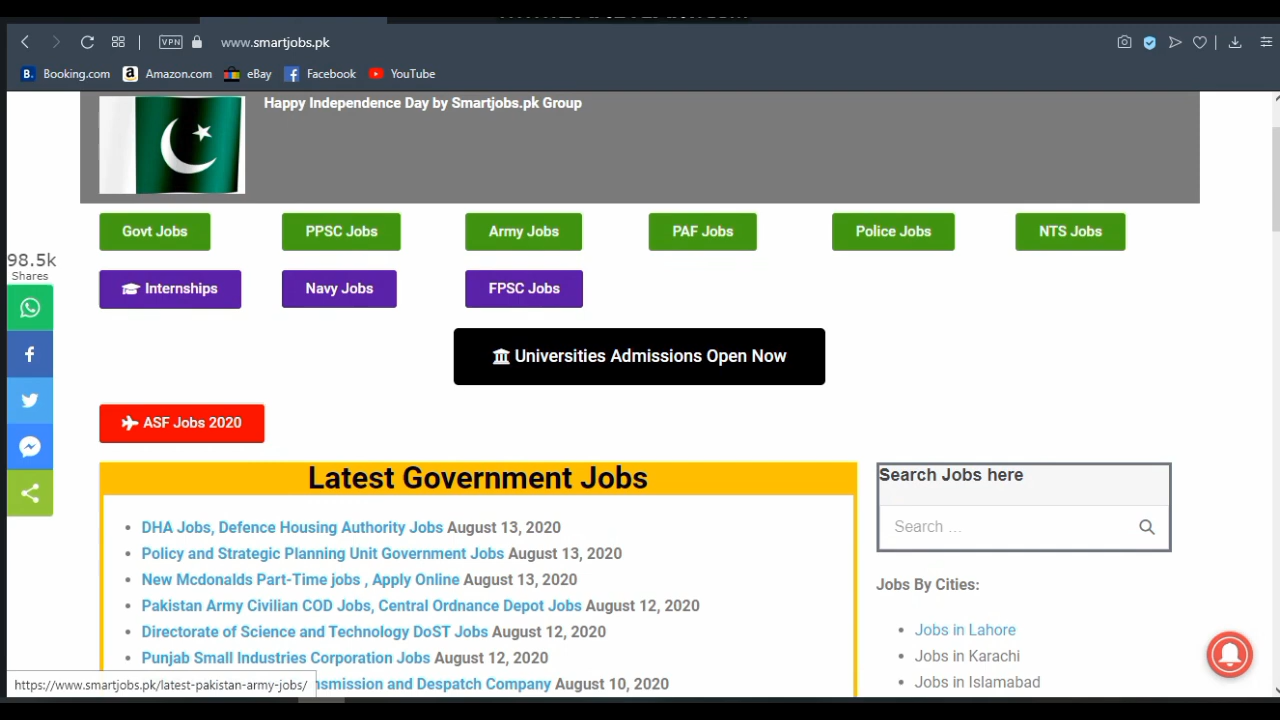 VPN www.smartjobs.pk
B. Booking.com a Amazon.com eBay Facebook YouTube
Happy Independence Day by Smartjobs.pk Group
Govt Jobs PPSC Jobs Army Jobs PAF Jobs Police Jobs NTS Jobs
98.5k
Shares
Internships Navy Jobs FPSC Jobs
Universities Admissions Open Now
ASF Jobs 2020
Latest Government Jobs
DHA Jobs, Defence Housing Authority Jobs August 13, 2020
Policy and Strategic Planning Unit Government Jobs August 13, 2020
New Mcdonalds Part-Time jobs , Apply Online August 13, 2020
Pakistan Army Civilian COD Jobs, Central Ordnance Depot Jobs August 12, 2020
Directorate of Science and Technology DoST Jobs August 12, 2020
Punjab Small Industries Corporation Jobs August 12, 2020
and Despatch Company August 10, 2020
Search Jobs here
Search ...
Jobs By Cities:
Jobs in Lahore
Jobs in Karachi
Jobs in Islamabad
https://www.smartjobs.pk/latest-pakistan-army-jobs/